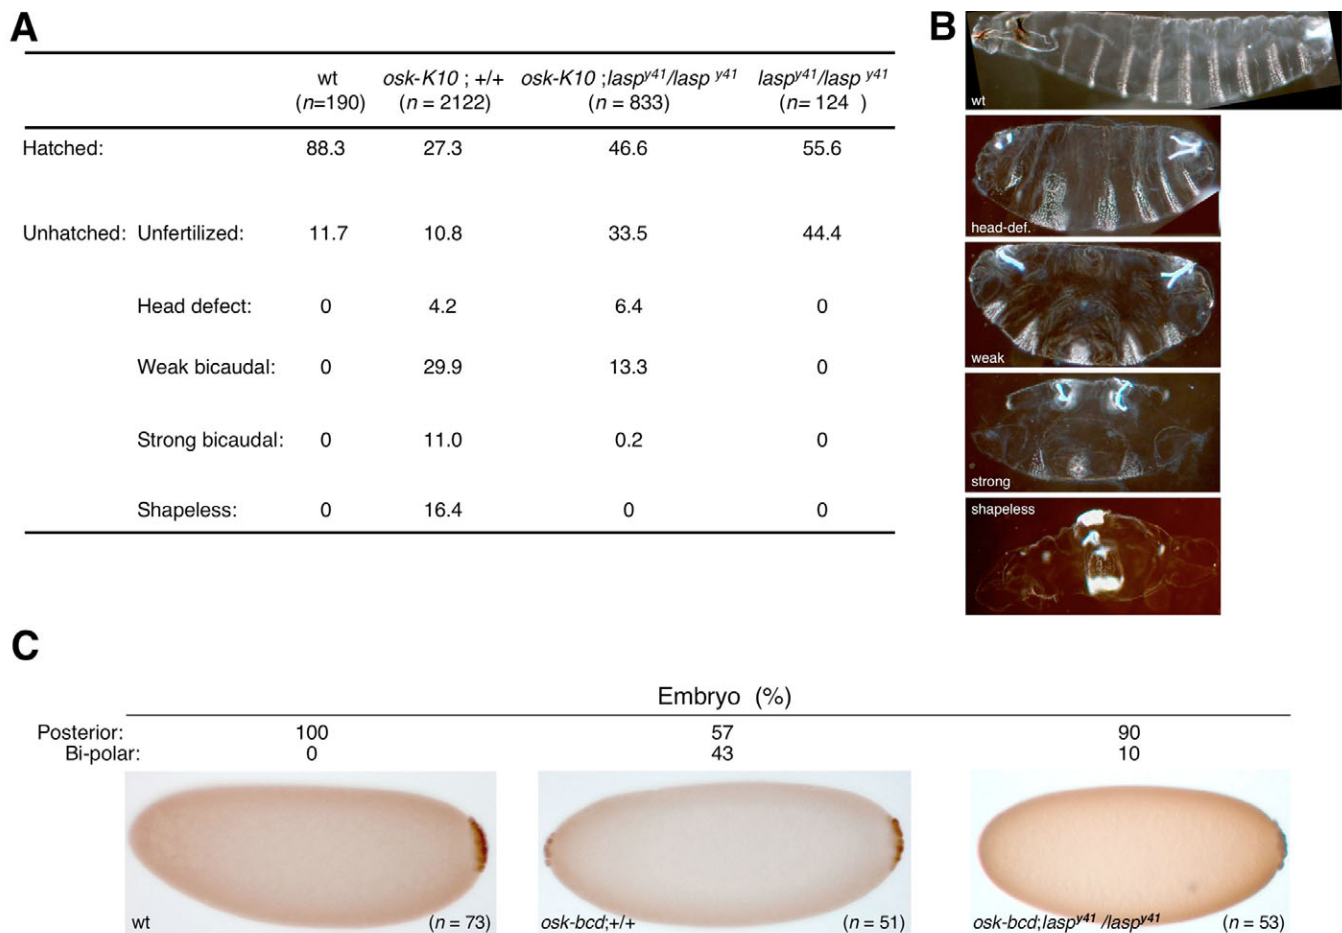 A
wt osk-K10 ; +/+ osk-K10 ; lasp^y41/lasp ^y41 lasp^y41/lasp ^y41
(n=190) (n = 2122) (n = 833) (n= 124 )
Hatched: 88.3 27.3 46.6 55.6
Unhatched: Unfertilized: 11.7 10.8 33.5 44.4
Head defect: 0 4.2 6.4 0
Weak bicaudal: 0 29.9 13.3 0
Strong bicaudal: 0 11.0 0.2 0
Shapeless: 0 16.4 0 0
B
wt
head-def.
weak
strong
shapeless
C
Embryo (%)
Posterior: 100 57 90
Bi-polar: 0 43 10
wt (n = 73) osk-bcd;+/+ (n = 51) osk-bcd;lasp^y41 /lasp^y41 (n = 53)